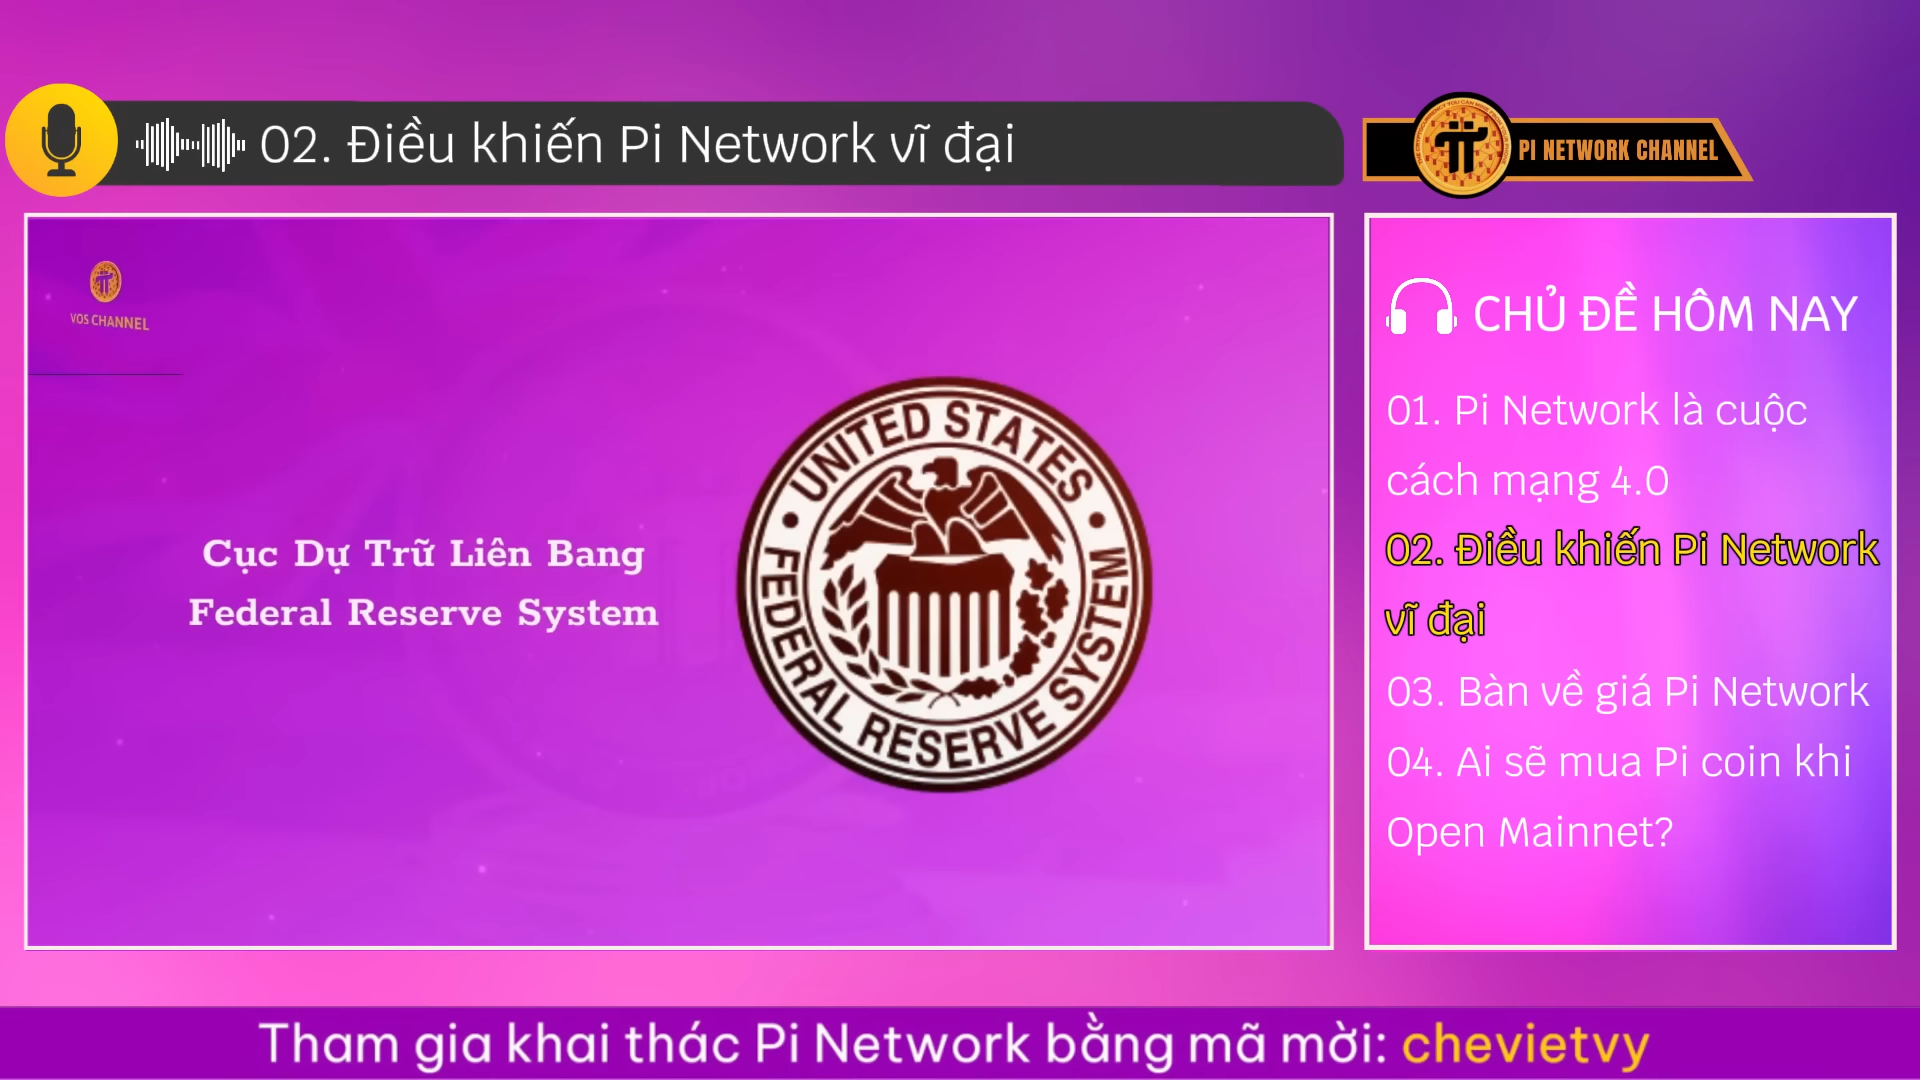 02. Điều khiến Pi Network vĩ đại
PI NETWORK CHANNEL
VOS CHANNEL
Cục Dự Trữ Liên Bang
Federal Reserve System
UNITED STATES
FEDERAL RESERVE SYSTEM
CHỦ ĐỀ HÔM NAY
01. Pi Network là cuộc
cách mạng 4.0
02. Điều khiến Pi Network
vĩ đại
03. Bàn về giá Pi Network
04. Ai sẽ mua Pi coin khi
Open Mainnet?
Tham gia khai thác Pi Network bằng mã mời: chevietvy